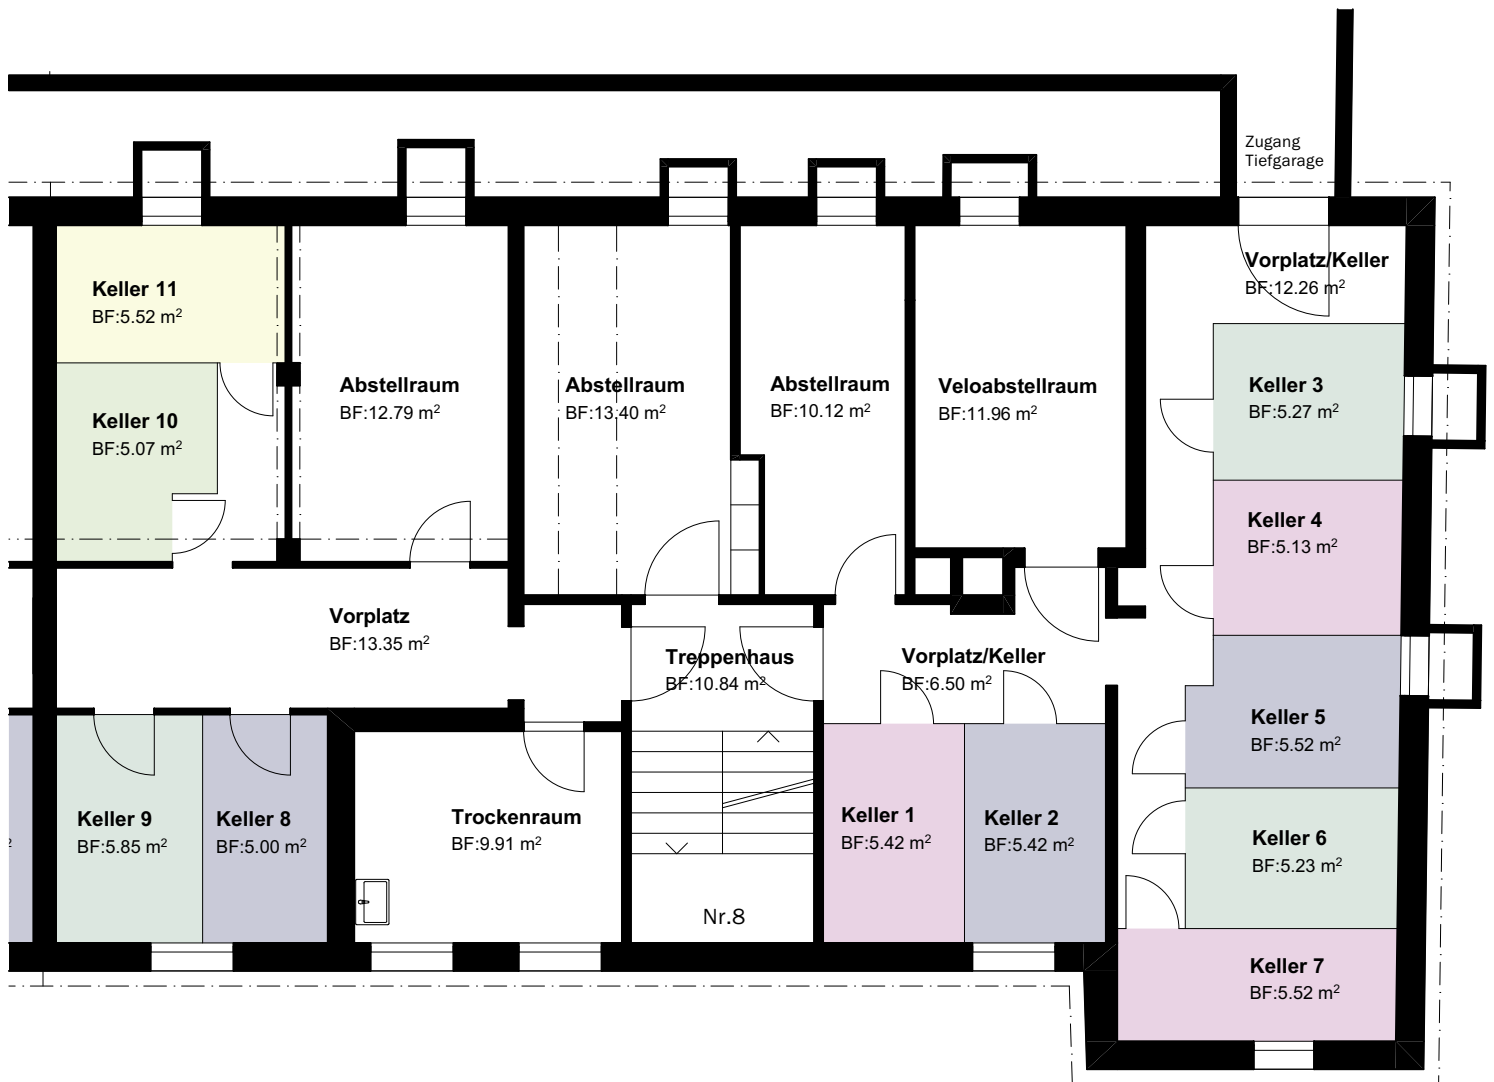 Zugang
Tiefgarage
Vorplatz/Keller
BF:12.26 m²
Keller 11
BF:5.52 m²
Abstellraum
BF:12.79 m²
Abstellraum
BF:13.40 m²
Abstellraum
BF:10.12 m²
Veloabstellraum
BF:11.96 m²
Keller 3
BF:5.27 m²
Keller 10
BF:5.07 m²
Keller 4
BF:5.13 m²
Vorplatz
BF:13.35 m²
Treppenhaus
BF:10.84 m²
Vorplatz/Keller
BF:6.50 m²
Keller 5
BF:5.52 m²
Keller 9
BF:5.85 m²
Keller 8
BF:5.00 m²
Trockenraum
BF:9.91 m²
Keller 1
BF:5.42 m²
Keller 2
BF:5.42 m²
Keller 6
BF:5.23 m²
Nr.8
Keller 7
BF:5.52 m²